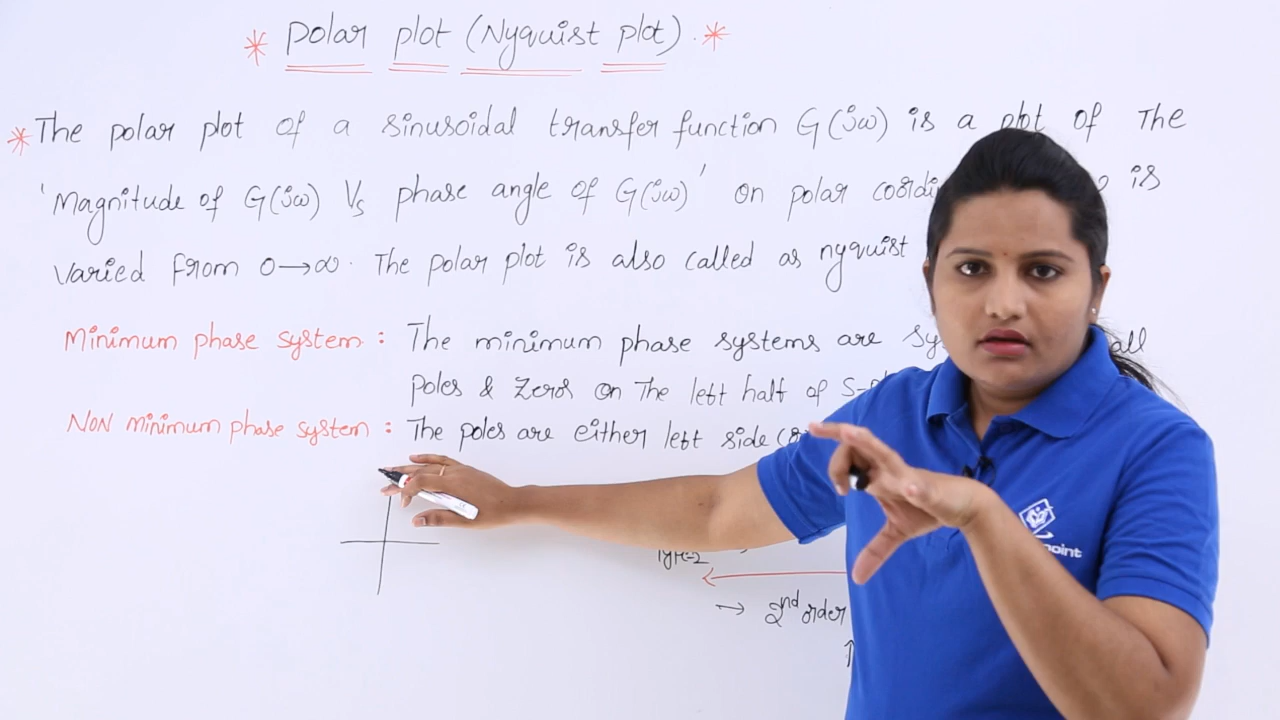 * Polar plot (Nyquist plot). *
* The polar plot of a sinusoidal transfer function G(jω) is a plot of The
'Magnitude of G(jω) Vs phase angle of G(jω)' on polar is
varied from 0→∞. The polar plot is also called as nyquist
Minimum phase system: The minimum phase systems are all
poles & Zeros on The left half of
NON minimum phase system: The poles are either left side
Type-2
→ 2nd order